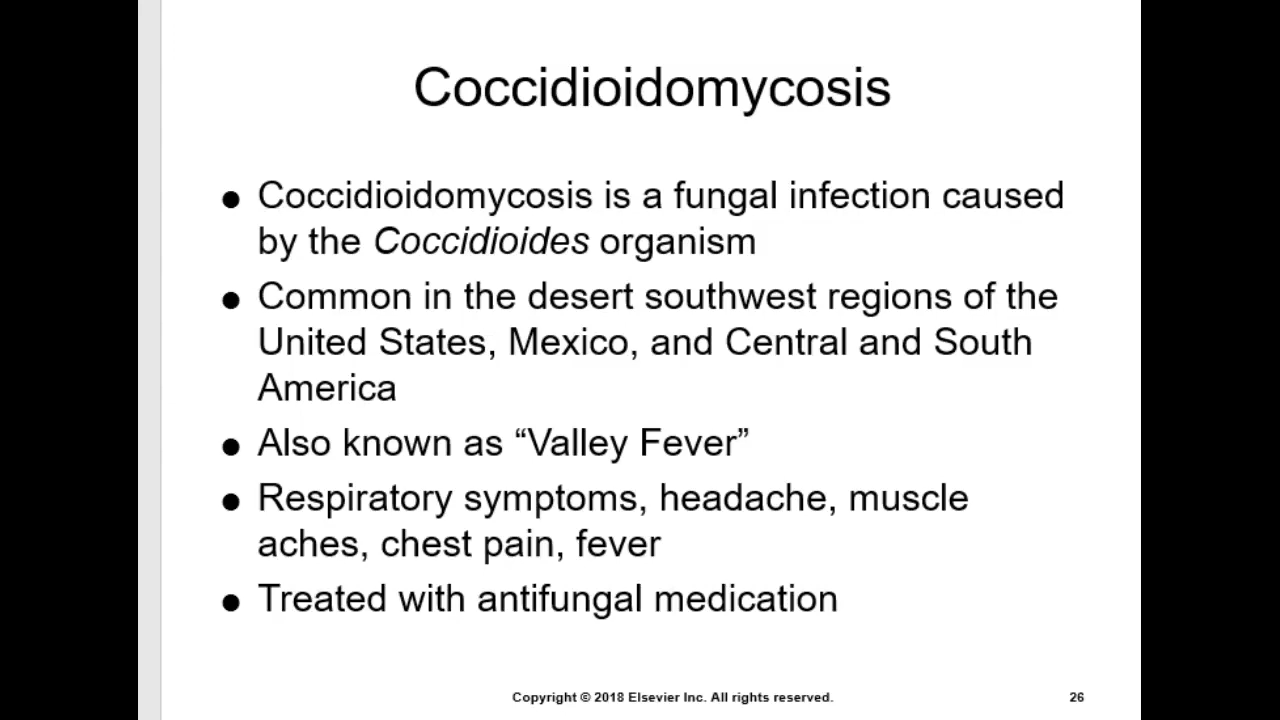 Coccidioidomycosis
● Coccidioidomycosis is a fungal infection caused
by the Coccidioides organism
● Common in the desert southwest regions of the
United States, Mexico, and Central and South
America
● Also known as “Valley Fever”
● Respiratory symptoms, headache, muscle
aches, chest pain, fever
● Treated with antifungal medication
Copyright © 2018 Elsevier Inc. All rights reserved.
26